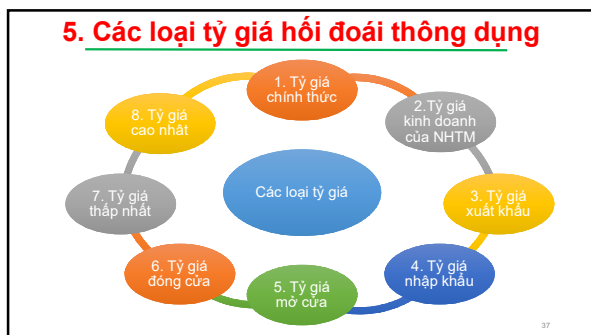 5. Các loại tỷ giá hối đoái thông dụng
1. Tỷ giá
chính thức
2.Tỷ giá
kinh doanh
của NHTM
3. Tỷ giá
xuất khẩu
4. Tỷ giá
nhập khẩu
5. Tỷ giá
mở cửa
6. Tỷ giá
đóng cửa
7. Tỷ giá
thấp nhất
8. Tỷ giá
cao nhất
Các loại tỷ giá
37